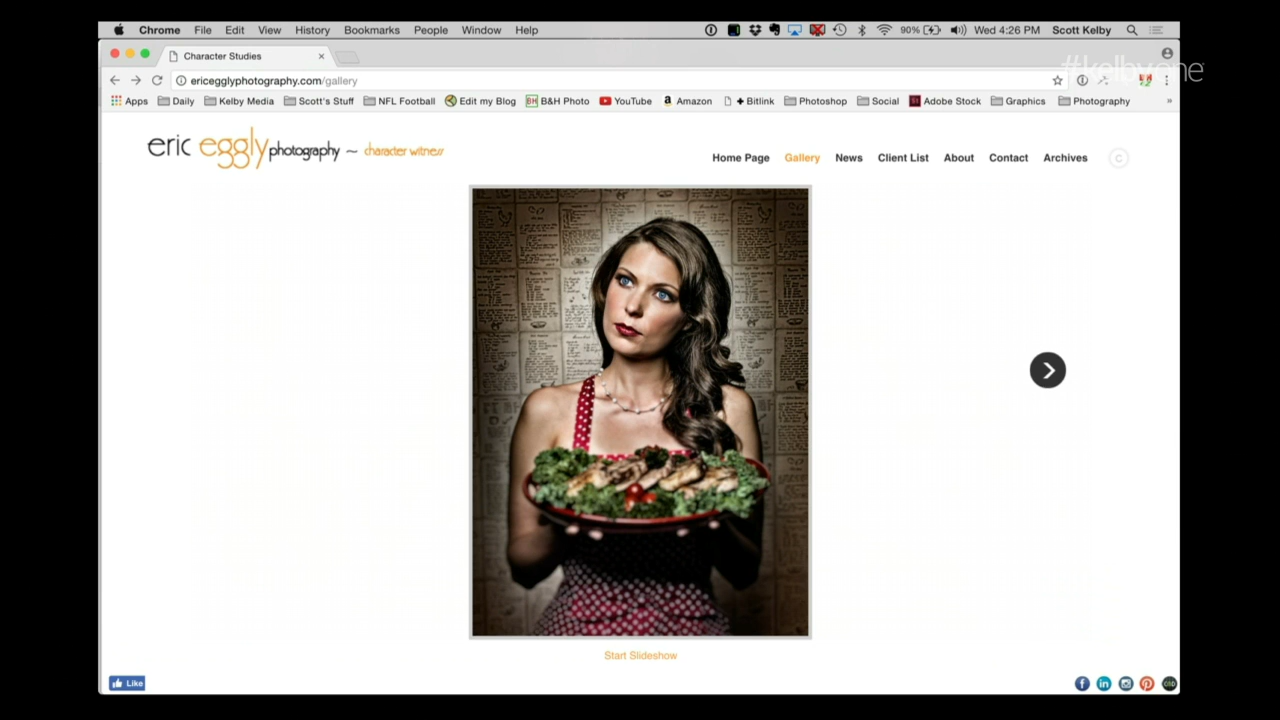 Chrome File Edit View History Bookmarks People Window Help 90% Wed 4:26 PM Scott Kelby
Character Studies
#kelbyone
ericegglyphotography.com/gallery
Apps Daily Kelby Media Scott's Stuff NFL Football Edit my Blog BH B&H Photo YouTube a Amazon + Bitlink Photoshop Social Adobe Stock Graphics Photography »
eric eggly photography ~ character witness
Home Page Gallery News Client List About Contact Archives C
Start Slideshow
Like